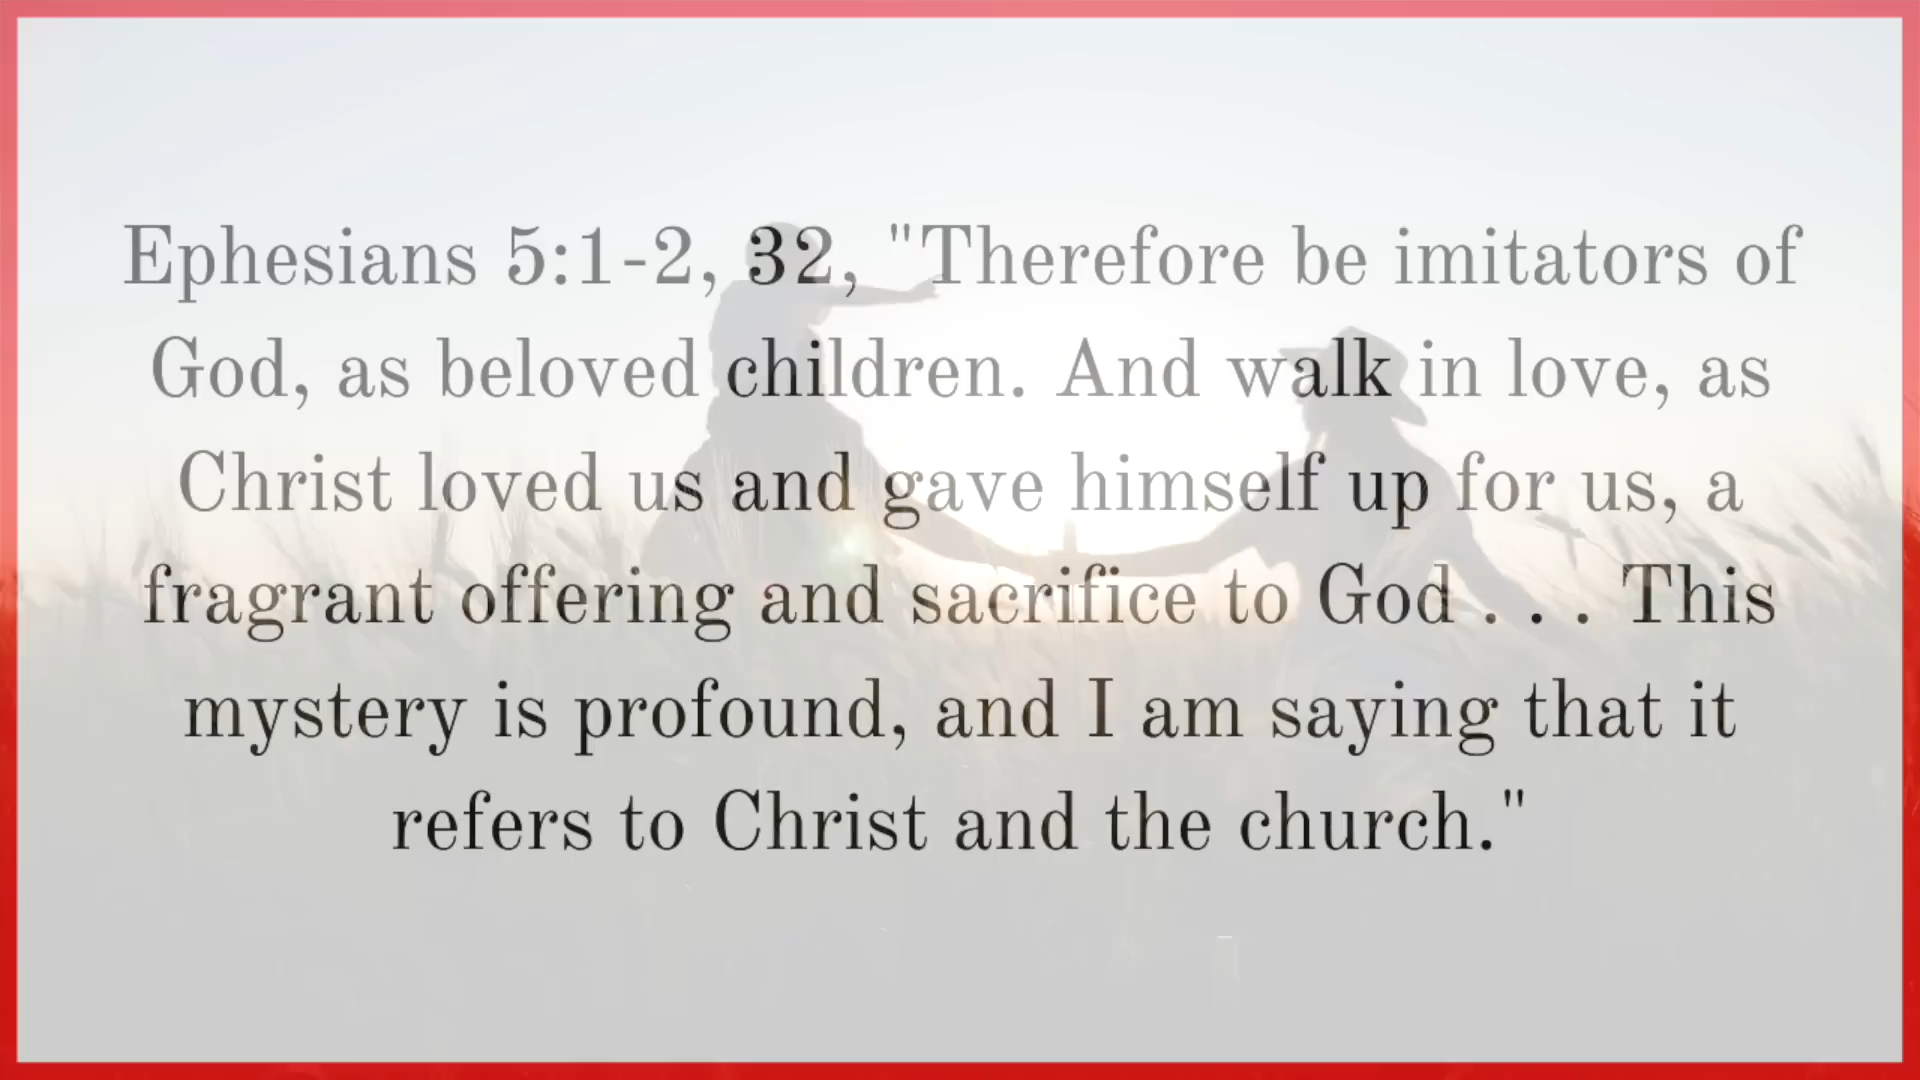 Ephesians 5:1-2, 32, "Therefore be imitators of
God, as beloved children. And walk in love, as
Christ loved us and gave himself up for us, a
fragrant offering and sacrifice to God . . . This
mystery is profound, and I am saying that it
refers to Christ and the church."